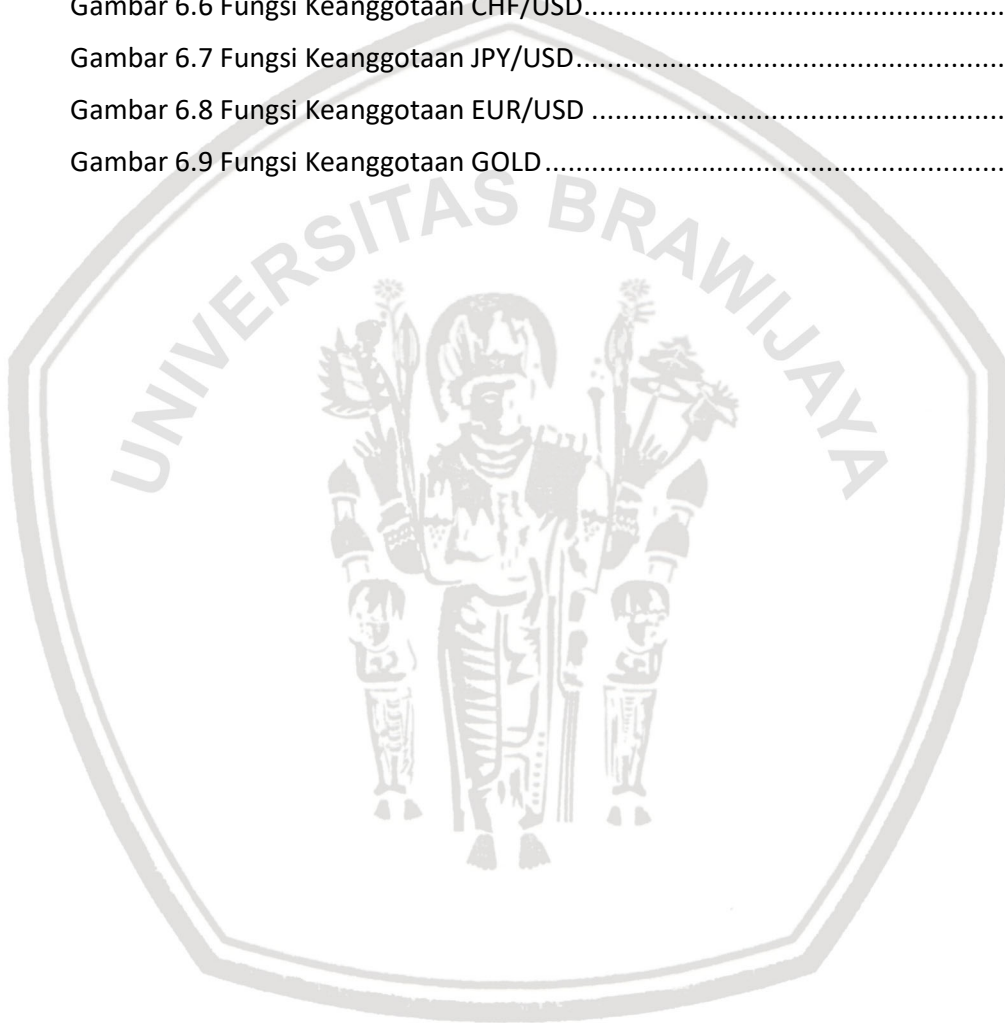 Gambar 6.6 Fungsi Keanggotaan CHF/USD..........................................................
Gambar 6.7 Fungsi Keanggotaan JPY/USD...........................................................
Gambar 6.8 Fungsi Keanggotaan EUR/USD .........................................................
Gambar 6.9 Fungsi Keanggotaan GOLD................................................................
UNIVERSITAS BRAWIJAYA